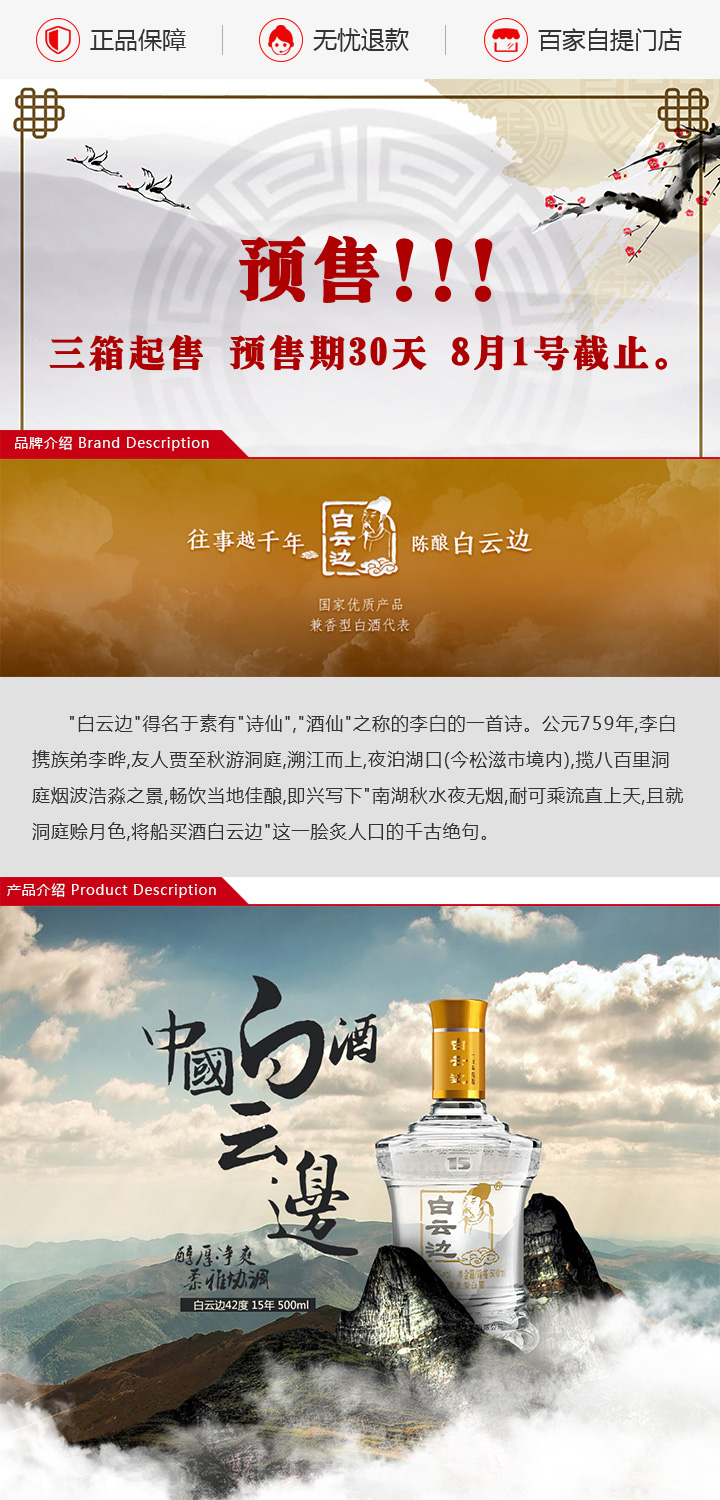 正品保障
无忧退款
百家自提门店
预售!!!
三箱起售 预售期30天 8月1号截止。
品牌介绍 Brand Description
往事越千年
白云边
陈酿白云边
国家优质产品
兼香型白酒代表
"白云边"得名于素有"诗仙","酒仙"之称的李白的一首诗。公元759年,李白
携族弟李晔,友人贾至秋游洞庭,溯江而上,夜泊湖口(今松滋市境内),揽八百里洞
庭烟波浩淼之景,畅饮当地佳酿,即兴写下"南湖秋水夜无烟,耐可乘流直上天,且就
洞庭赊月色,将船买酒白云边"这一脍炙人口的千古绝句。
产品介绍 Product Description
中國白酒
云邊
醇厚净爽
柔雅协调
白云边42度 15年 500ml
白云边
15
白云边